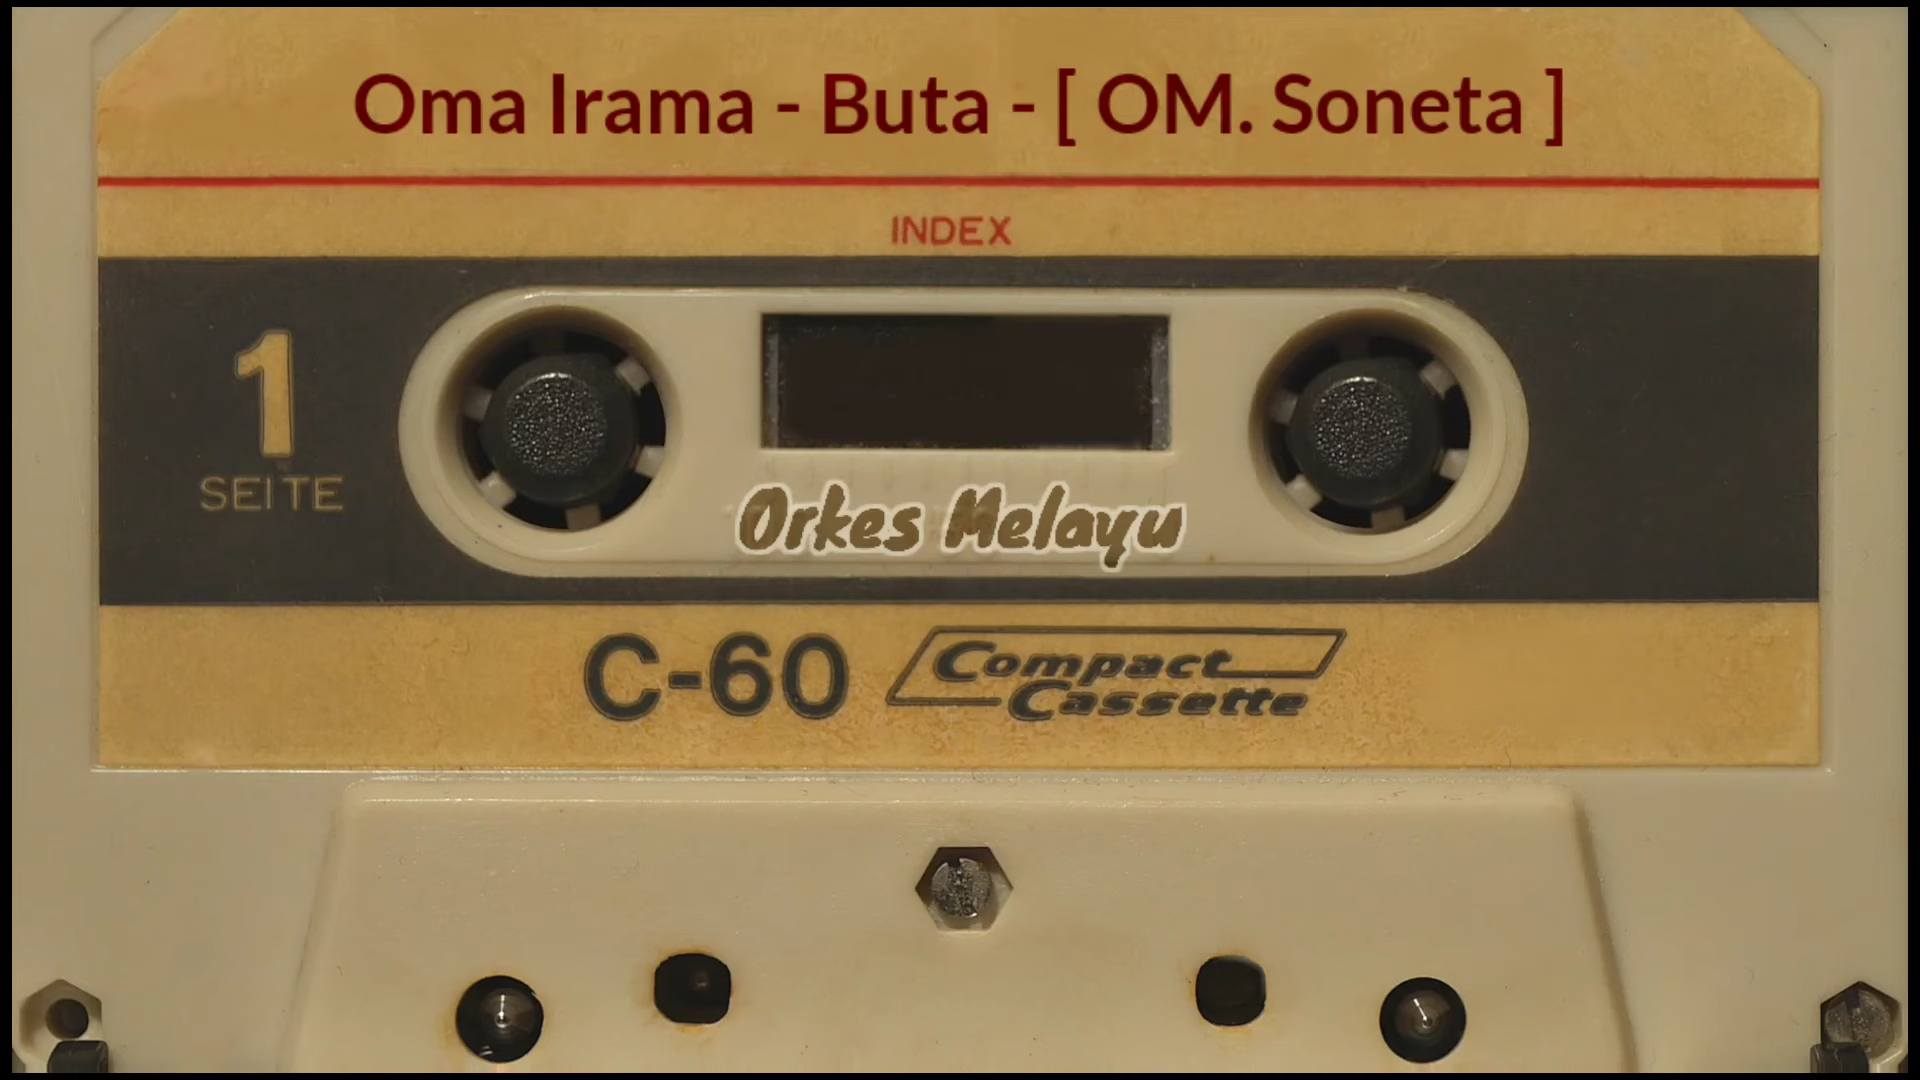 Oma Irama - Buta - [ OM. Soneta ]
INDEX
1
SEITE
Orkes Melayu
C-60
Compact
Cassette